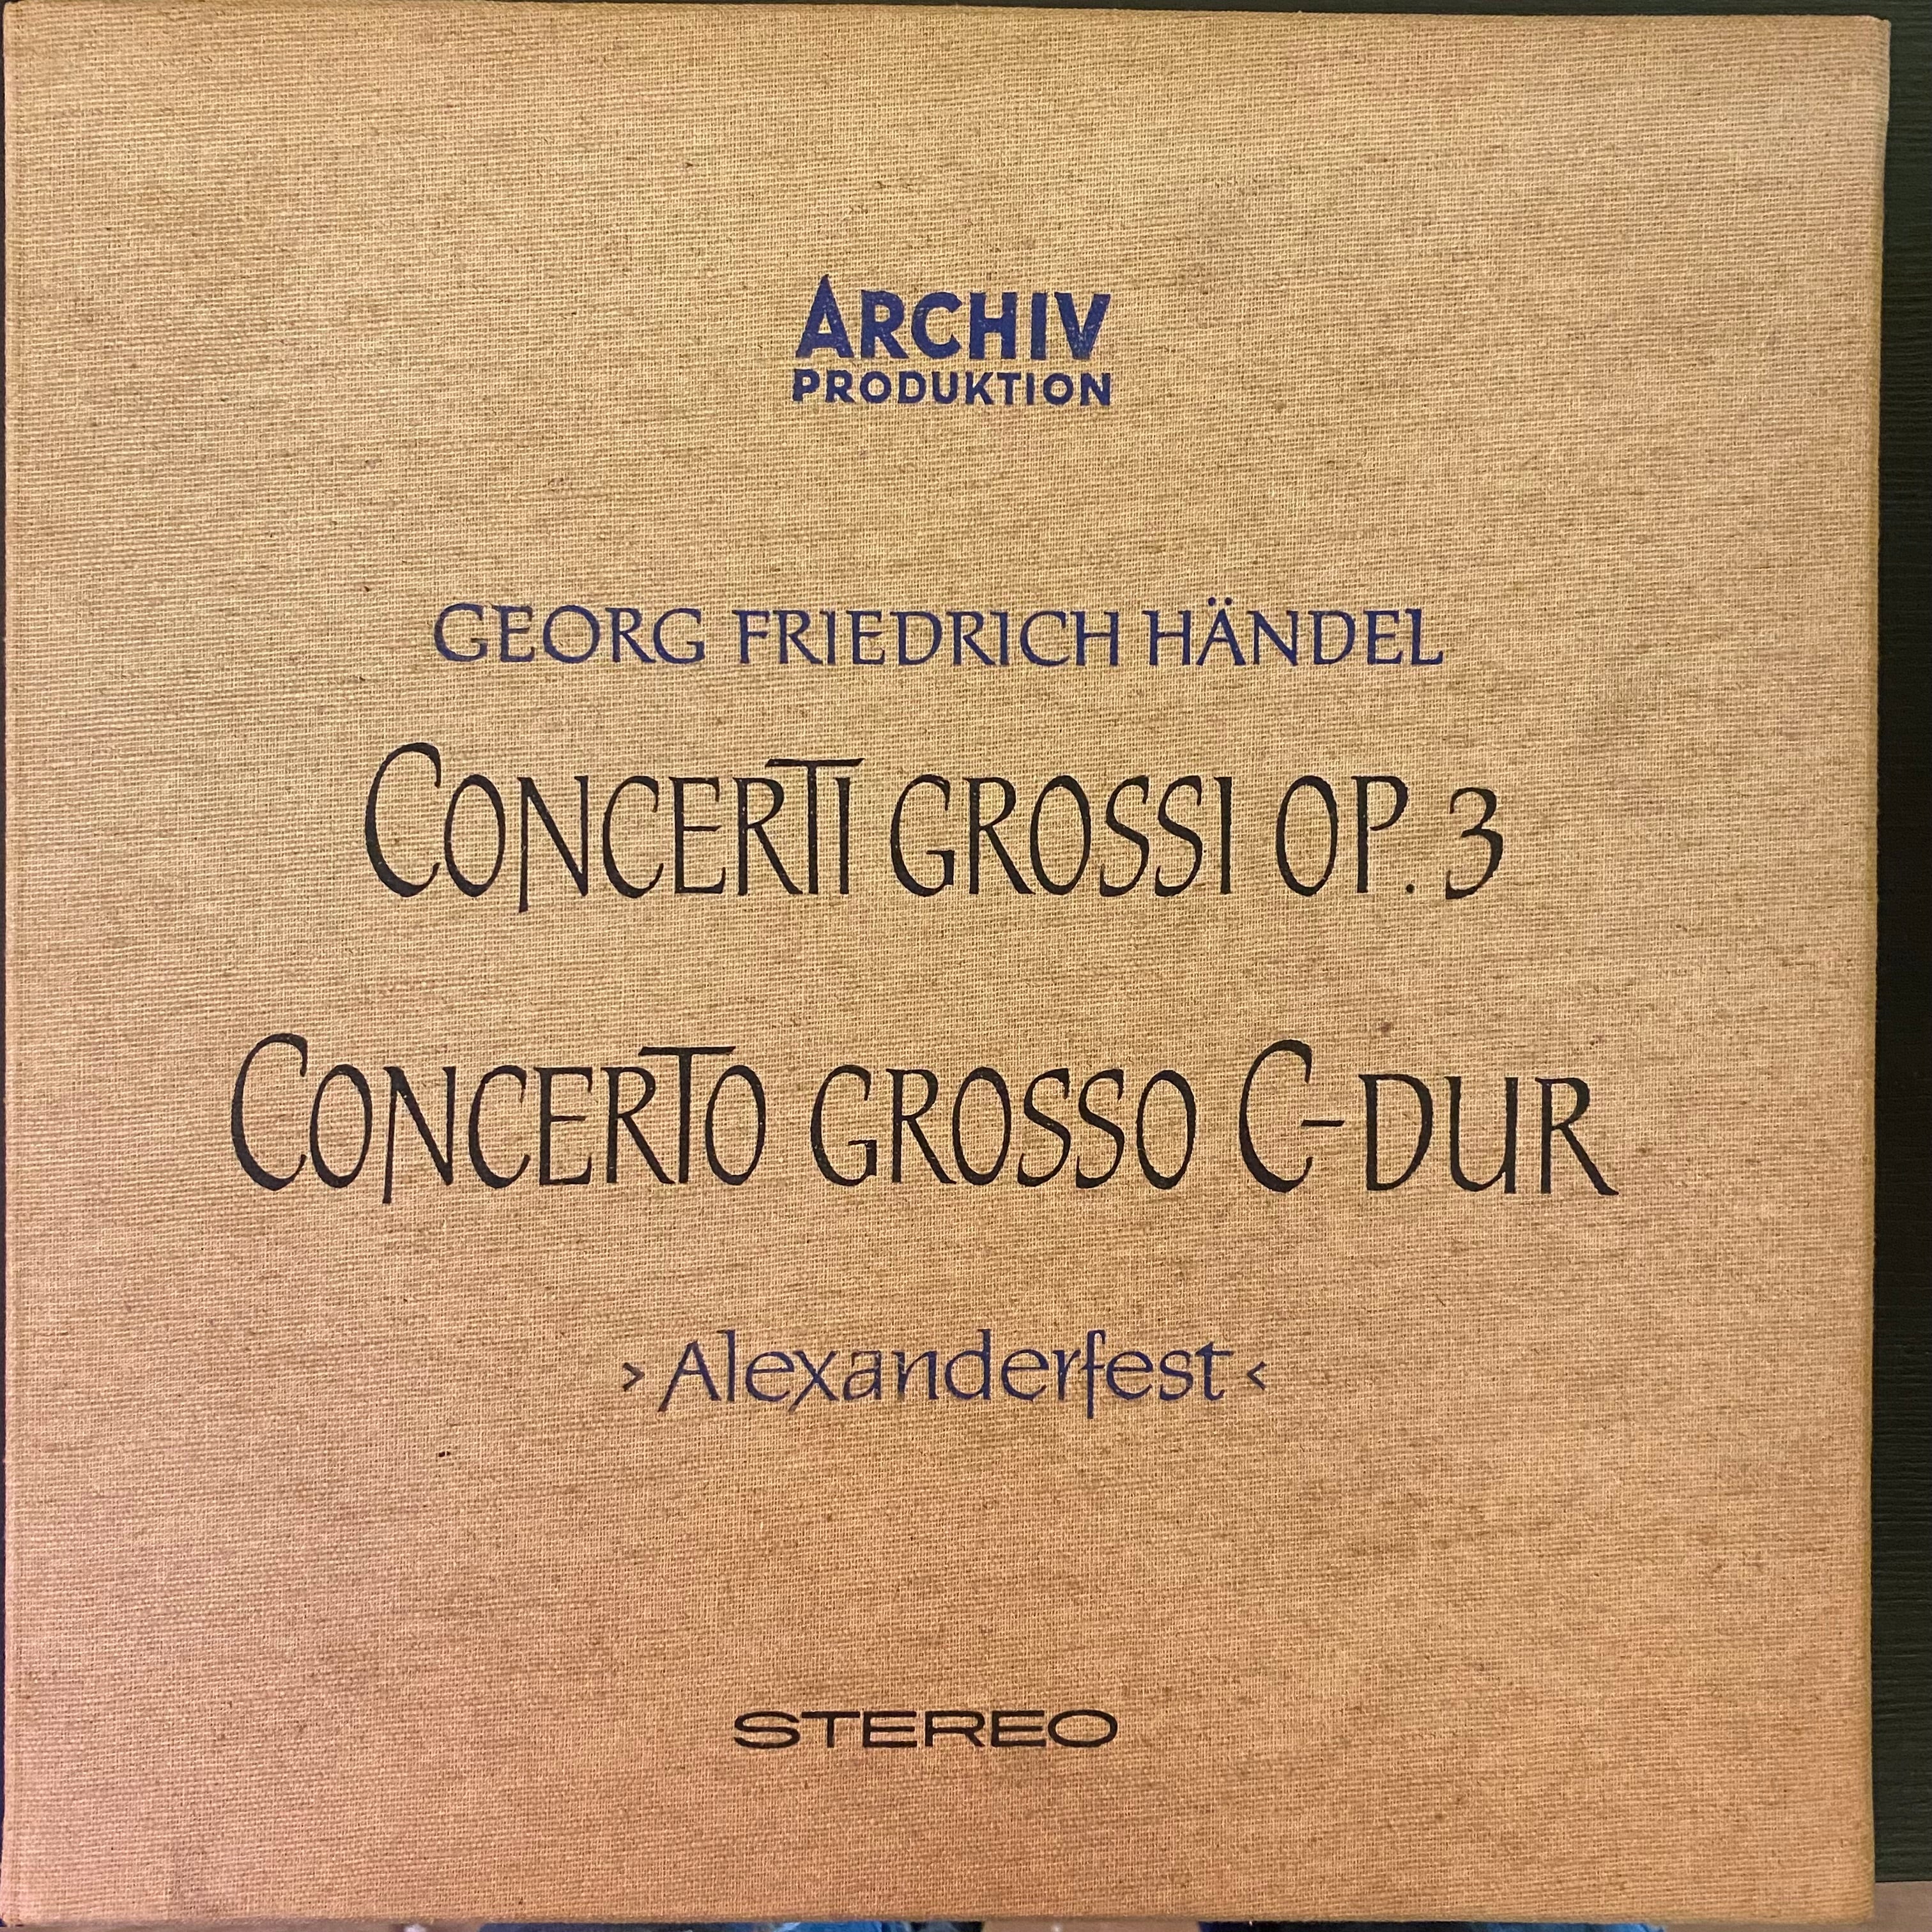 ARCHIV
PRODUKTION
GEORG FRIEDRICH HÄNDEL
CONCERTI GROSSI OP. 3
CONCERTO GROSSO C-DUR
›Alexanderfest‹
STEREO